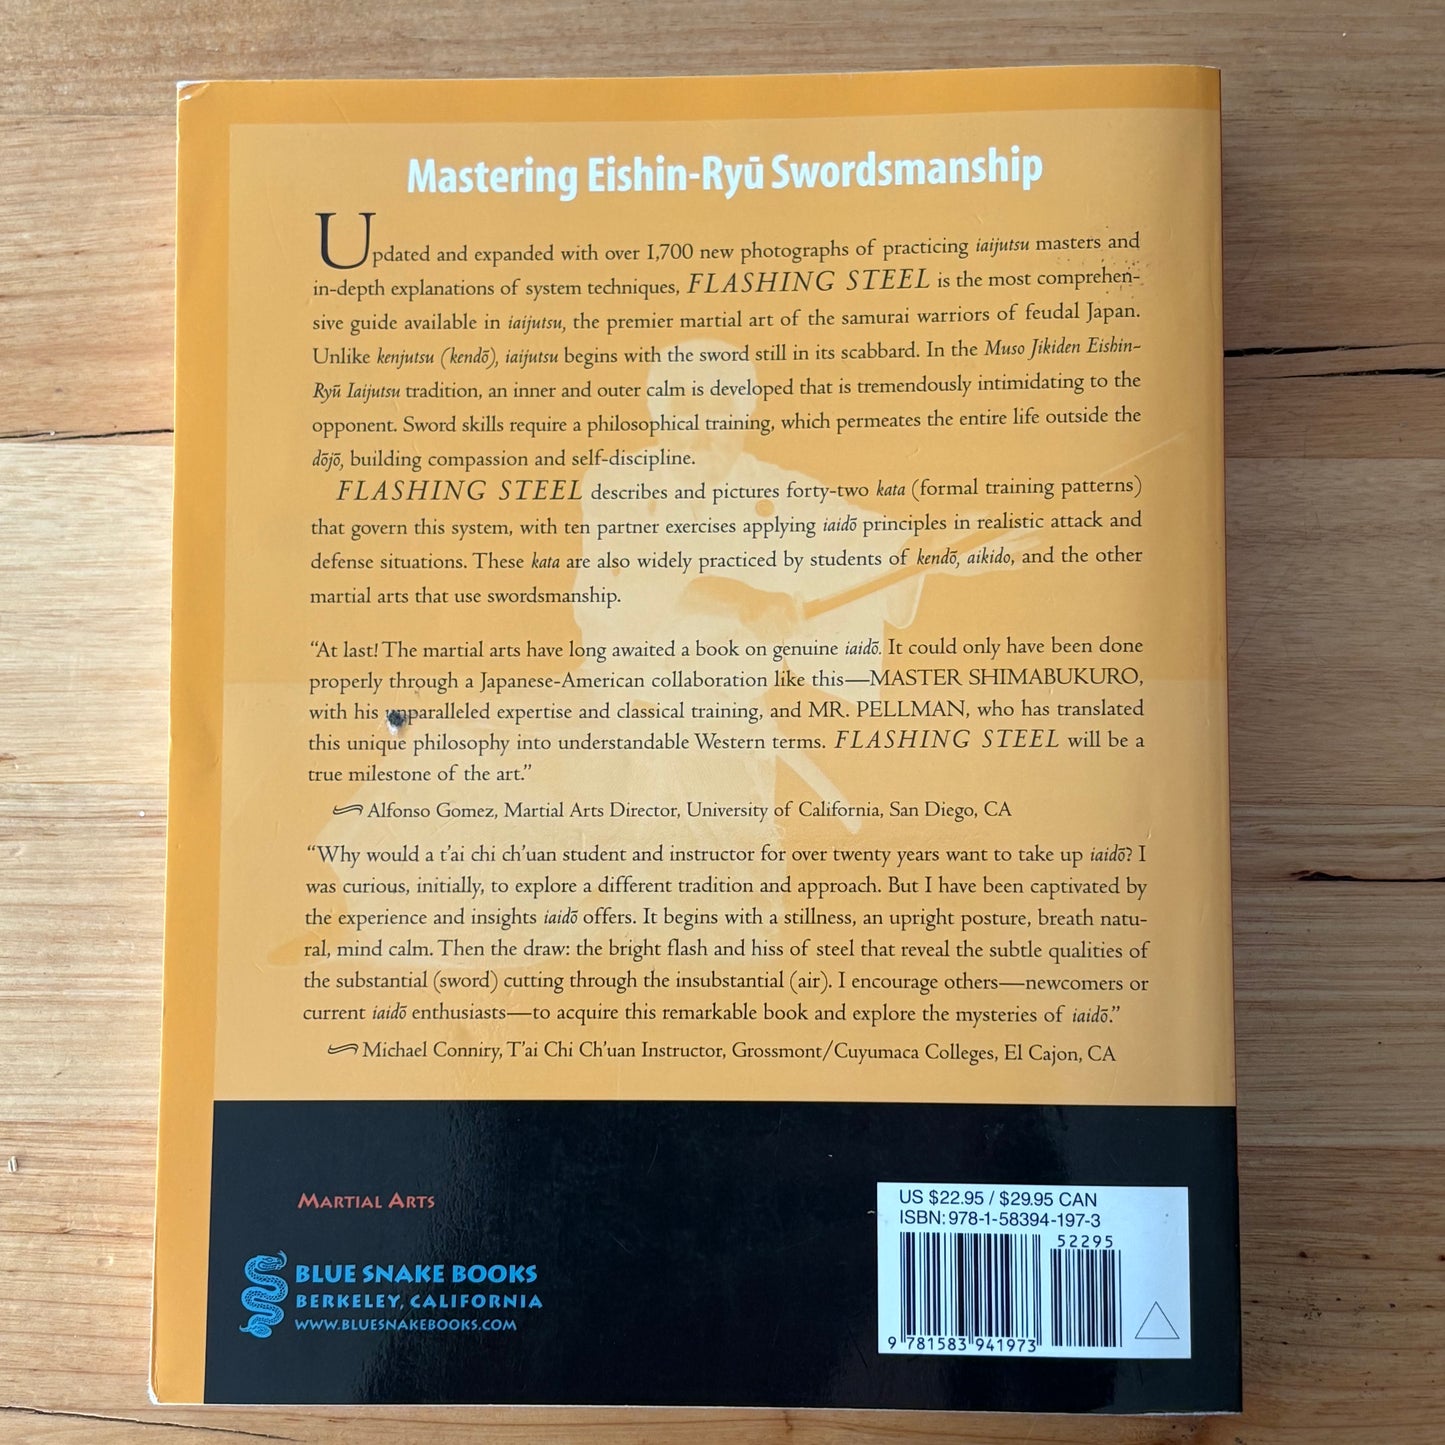 Mastering Eishin-Ryū Swordsmanship
Updated and expanded with over 1,700 new photographs of practicing iaijutsu masters and
in-depth explanations of system techniques, FLASHING STEEL is the most comprehen-
sive guide available in iaijutsu, the premier martial art of the samurai warriors of feudal Japan.
Unlike kenjutsu (kendō), iaijutsu begins with the sword still in its scabbard. In the Muso Jikiden Eishin-
Ryū Iaijutsu tradition, an inner and outer calm is developed that is tremendously intimidating to the
opponent. Sword skills require a philosophical training, which permeates the entire life outside the
dōjō, building compassion and self-discipline.
FLASHING STEEL describes and pictures forty-two kata (formal training patterns)
that govern this system, with ten partner exercises applying iaidō principles in realistic attack and
defense situations. These kata are also widely practiced by students of kendō, aikido, and the other
martial arts that use swordsmanship.
“At last! The martial arts have long awaited a book on genuine iaidō. It could only have been done
properly through a Japanese-American collaboration like this—MASTER SHIMABUKURO,
with his unparalleled expertise and classical training, and MR. PELLMAN, who has translated
this unique philosophy into understandable Western terms. FLASHING STEEL will be a
true milestone of the art.”
Alfonso Gomez, Martial Arts Director, University of California, San Diego, CA
“Why would a t’ai chi ch’uan student and instructor for over twenty years want to take up iaidō? I
was curious, initially, to explore a different tradition and approach. But I have been captivated by
the experience and insights iaidō offers. It begins with a stillness, an upright posture, breath natu-
ral, mind calm. Then the draw: the bright flash and hiss of steel that reveal the subtle qualities of
the substantial (sword) cutting through the insubstantial (air). I encourage others—newcomers or
current iaidō enthusiasts—to acquire this remarkable book and explore the mysteries of iaidō.”
Michael Conniry, T’ai Chi Ch’uan Instructor, Grossmont/Cuyumaca Colleges, El Cajon, CA
MARTIAL ARTS
BLUE SNAKE BOOKS
BERKELEY, CALIFORNIA
WWW.BLUESNAKEBOOKS.COM
US $22.95 / $29.95 CAN
ISBN: 978-1-58394-197-3
52295
9 781583 941973